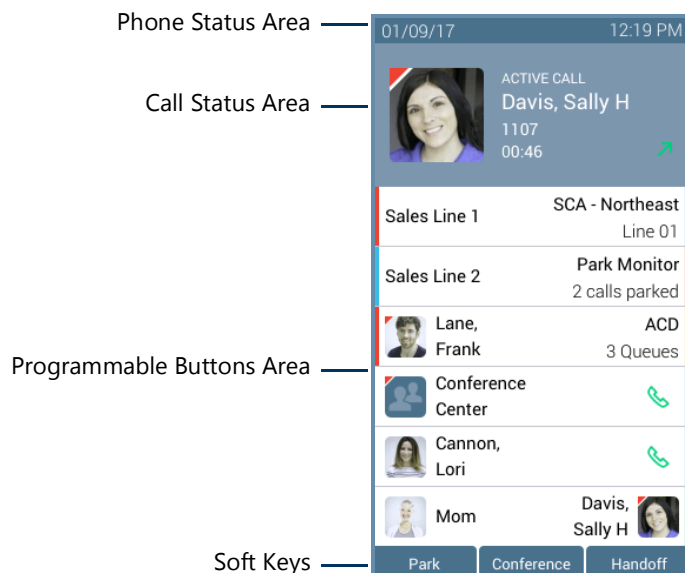 Phone Status Area
01/09/17 12:19 PM
Call Status Area
ACTIVE CALL
Davis, Sally H
1107
00:46
Sales Line 1
SCA - Northeast
Line 01
Sales Line 2
Park Monitor
2 calls parked
Lane,
Frank
ACD
3 Queues
Programmable Buttons Area
Conference
Center
Cannon,
Lori
Mom
Davis,
Sally H
Soft Keys
Park Conference Handoff